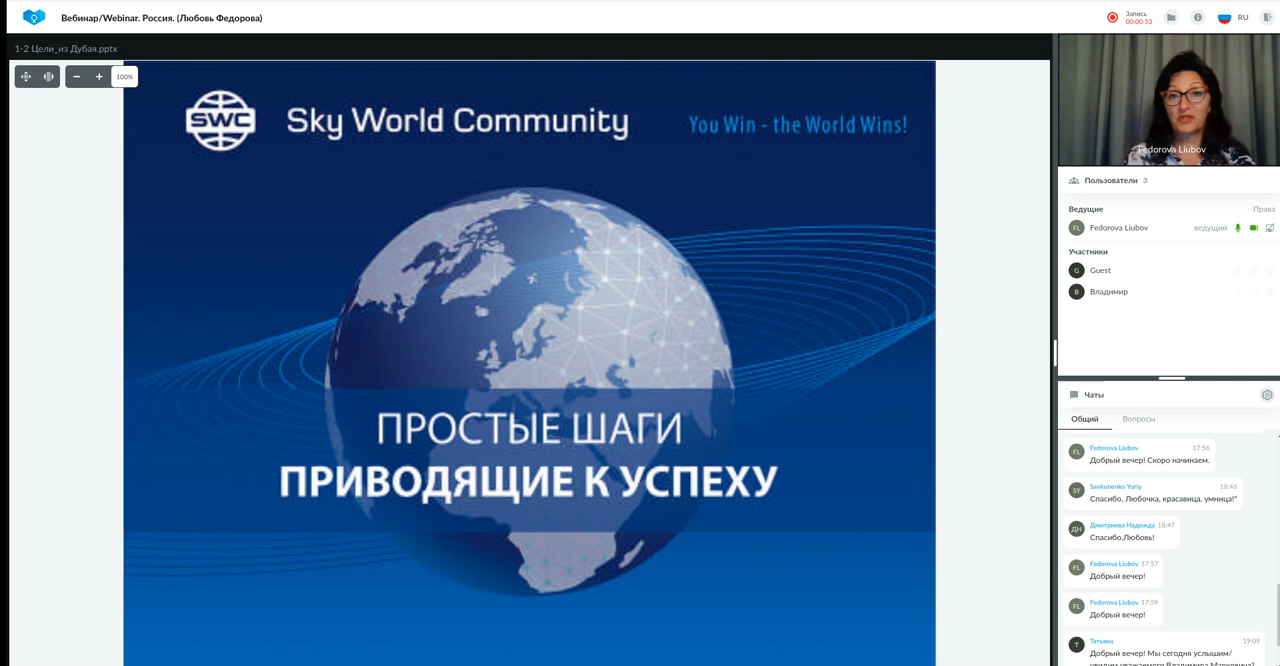 Вебинар/Webinar. Россия. (Любовь Федорова)
Запись
00:00:53
RU
1-2 Цели_из Дубая.pptx
100%
SWC
Sky World Community
You Win - the World Wins!
ПРОСТЫЕ ШАГИ
ПРИВОДЯЩИЕ К УСПЕХУ
Fedorova Liubov
Пользователи 3
Ведущие Права
FL Fedorova Liubov ведущий
Участники
G Guest
В Владимир
Чаты
Общий Вопросы
FL Fedorova Liubov 17:56
Добрый вечер! Скоро начинаем.
SY Savkunenko Yuriy 18:46
Спасибо, Любочка, красавица, умница!"
ДН Дмитриева Надежда 18:47
Спасибо,Любовь!
FL Fedorova Liubov 17:57
Добрый вечер!
FL Fedorova Liubov 17:59
Добрый вечер!
Т Татьяна 19:09
Добрый вечер! Мы сегодня услышим/
увидим уважаемого Владимира Марковича?